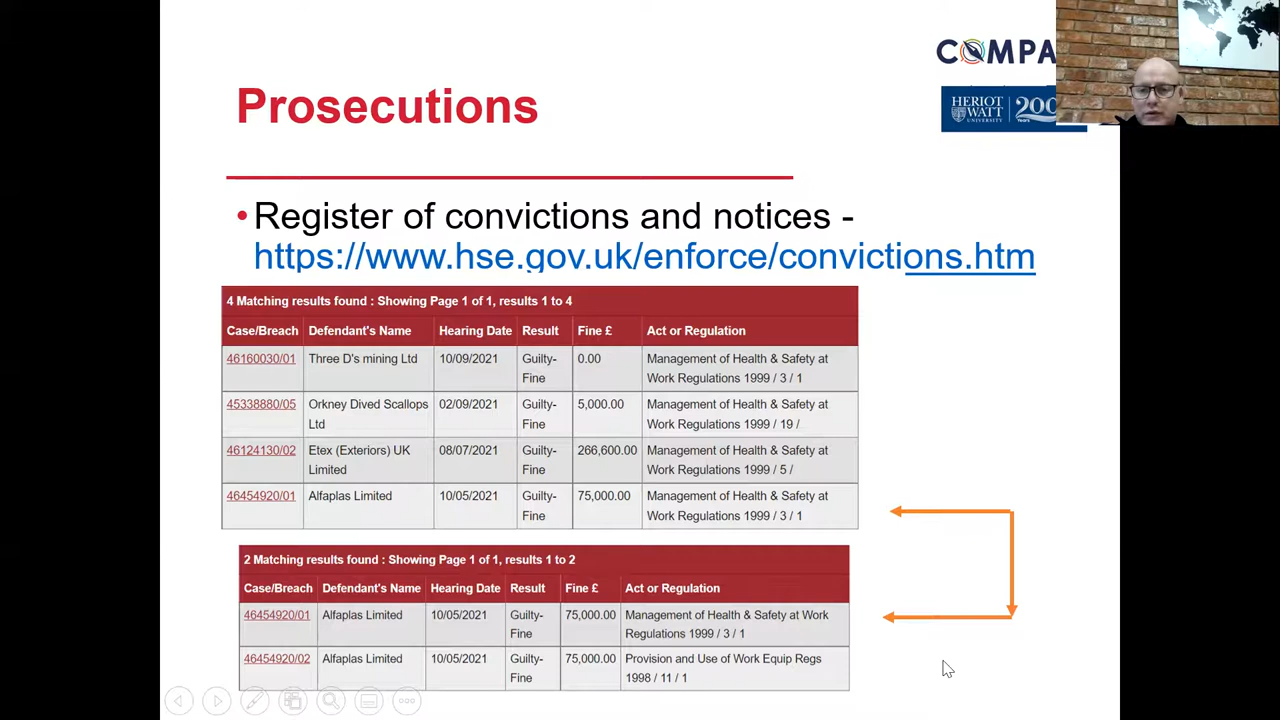 COMPA
HERIOT
WATT
UNIVERSITY
200
Years
Prosecutions
•Register of convictions and notices -
https://www.hse.gov.uk/enforce/convictions.htm
4 Matching results found : Showing Page 1 of 1, results 1 to 4
Case/Breach Defendant's Name Hearing Date Result Fine £ Act or Regulation
46160030/01 Three D's mining Ltd 10/09/2021 Guilty- 0.00 Management of Health & Safety at
Fine Work Regulations 1999 / 3 / 1
45338880/05 Orkney Dived Scallops 02/09/2021 Guilty- 5,000.00 Management of Health & Safety at
Ltd Fine Work Regulations 1999 / 19 /
46124130/02 Etex (Exteriors) UK 08/07/2021 Guilty- 266,600.00 Management of Health & Safety at
Limited Fine Work Regulations 1999 / 5 /
46454920/01 Alfaplas Limited 10/05/2021 Guilty- 75,000.00 Management of Health & Safety at
Fine Work Regulations 1999 / 3 / 1
2 Matching results found : Showing Page 1 of 1, results 1 to 2
Case/Breach Defendant's Name Hearing Date Result Fine £ Act or Regulation
46454920/01 Alfaplas Limited 10/05/2021 Guilty- 75,000.00 Management of Health & Safety at Work
Fine Regulations 1999 / 3 / 1
46454920/02 Alfaplas Limited 10/05/2021 Guilty- 75,000.00 Provision and Use of Work Equip Regs
Fine 1998 / 11 / 1